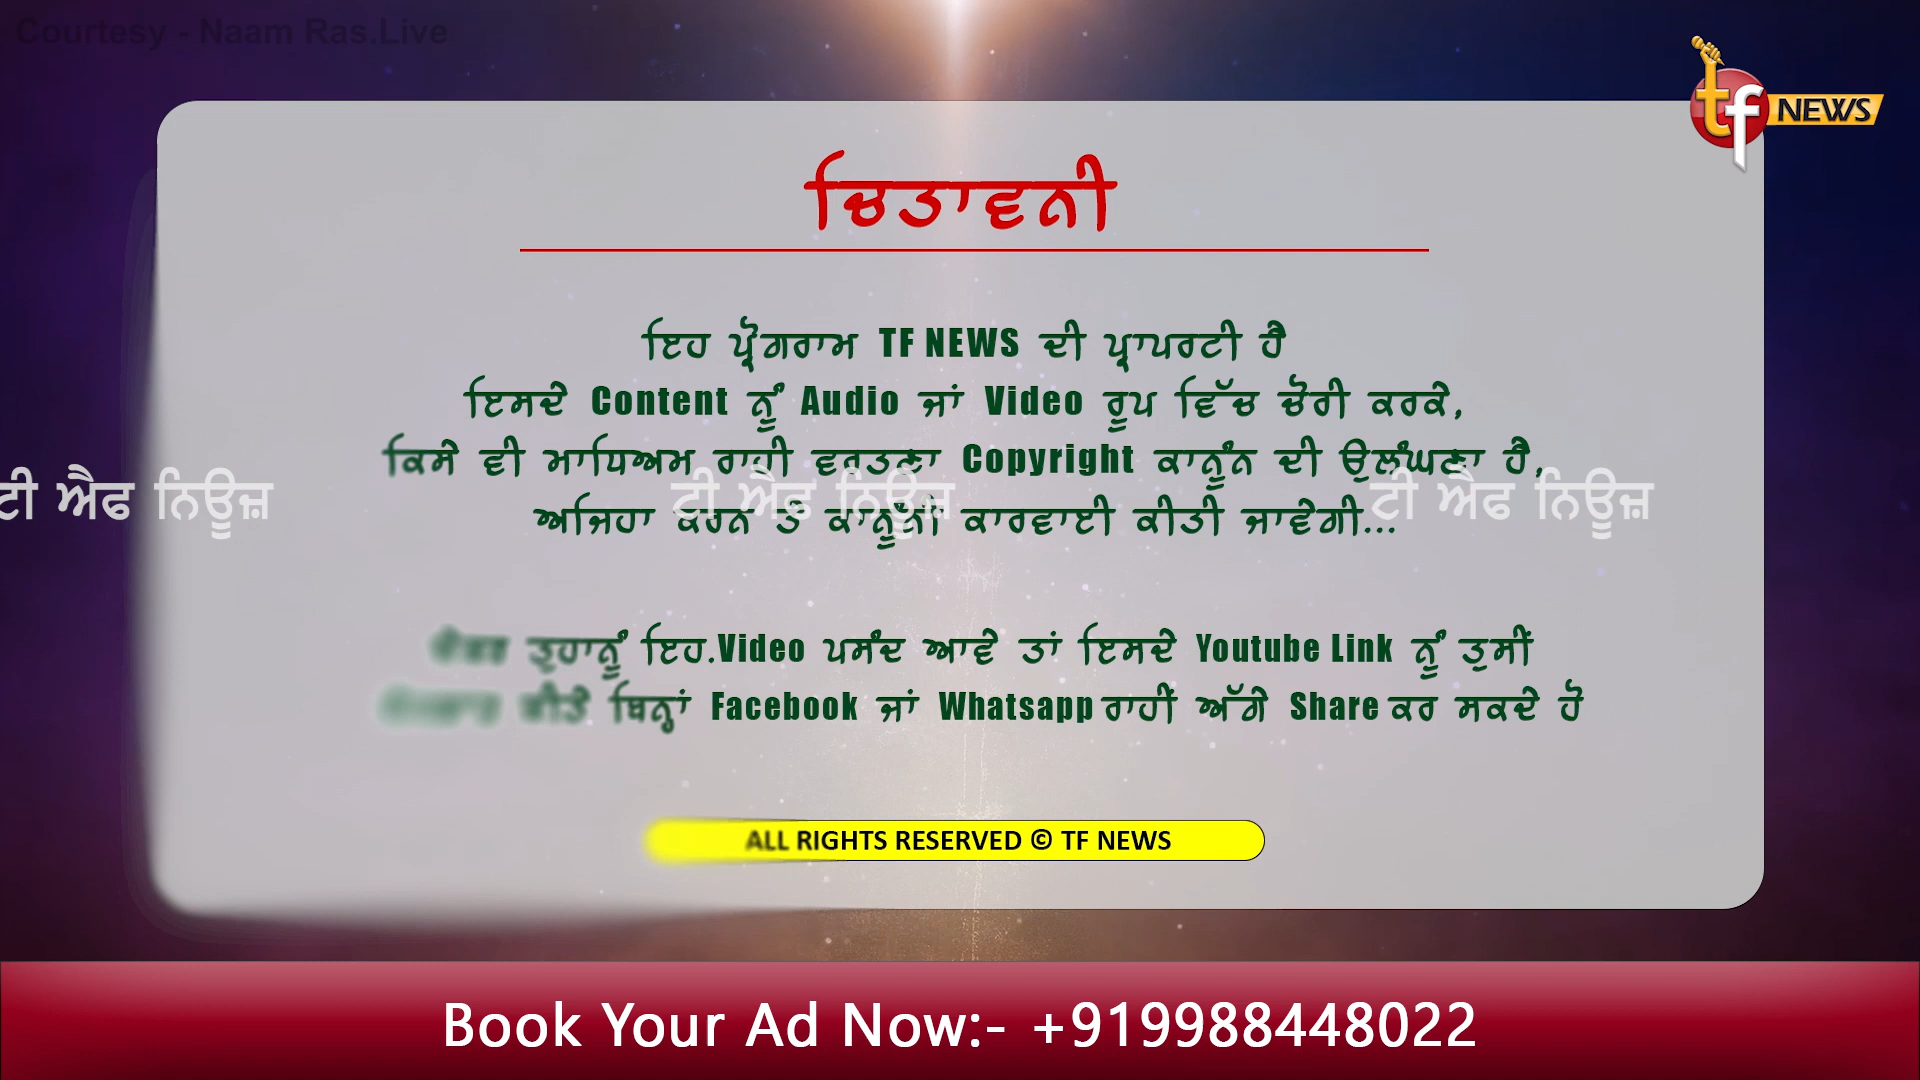 Courtesy - Naam Ras.Live
tf NEWS
ਚਿਤਾਵਨੀ
ਇਹ ਪ੍ਰੋਗਰਾਮ TF NEWS ਦੀ ਪ੍ਰਾਪਰਟੀ ਹੈ
ਇਸਦੇ Content ਨੂੰ Audio ਜਾਂ Video ਰੂਪ ਵਿੱਚ ਚੋਰੀ ਕਰਕੇ,
ਕਿਸੇ ਵੀ ਮਾਧਿਅਮ ਰਾਹੀ ਵਰਤਣਾ Copyright ਕਾਨੂੰਨ ਦੀ ਉਲੰਘਣਾ ਹੈ,
ਟੀ ਐਫ ਨਿਊਜ਼ ਟੀ ਐਫ ਨਿਊਜ਼ ਟੀ ਐਫ ਨਿਊਜ਼
ਅਜਿਹਾ ਕਰਨ ਤੇ ਕਾਨੂੰਨੀ ਕਾਰਵਾਈ ਕੀਤੀ ਜਾਵੇਗੀ...
ਤੁਹਾਨੂੰ ਇਹ.Video ਪਸੰਦ ਆਵੇ ਤਾਂ ਇਸਦੇ Youtube Link ਨੂੰ ਤੁਸੀਂ
ਕੀਤੇ ਬਿਨ੍ਹਾਂ Facebook ਜਾਂ Whatsapp ਰਾਹੀਂ ਅੱਗੇ Share ਕਰ ਸਕਦੇ ਹੋ
ALL RIGHTS RESERVED © TF NEWS
Book Your Ad Now:- +919988448022